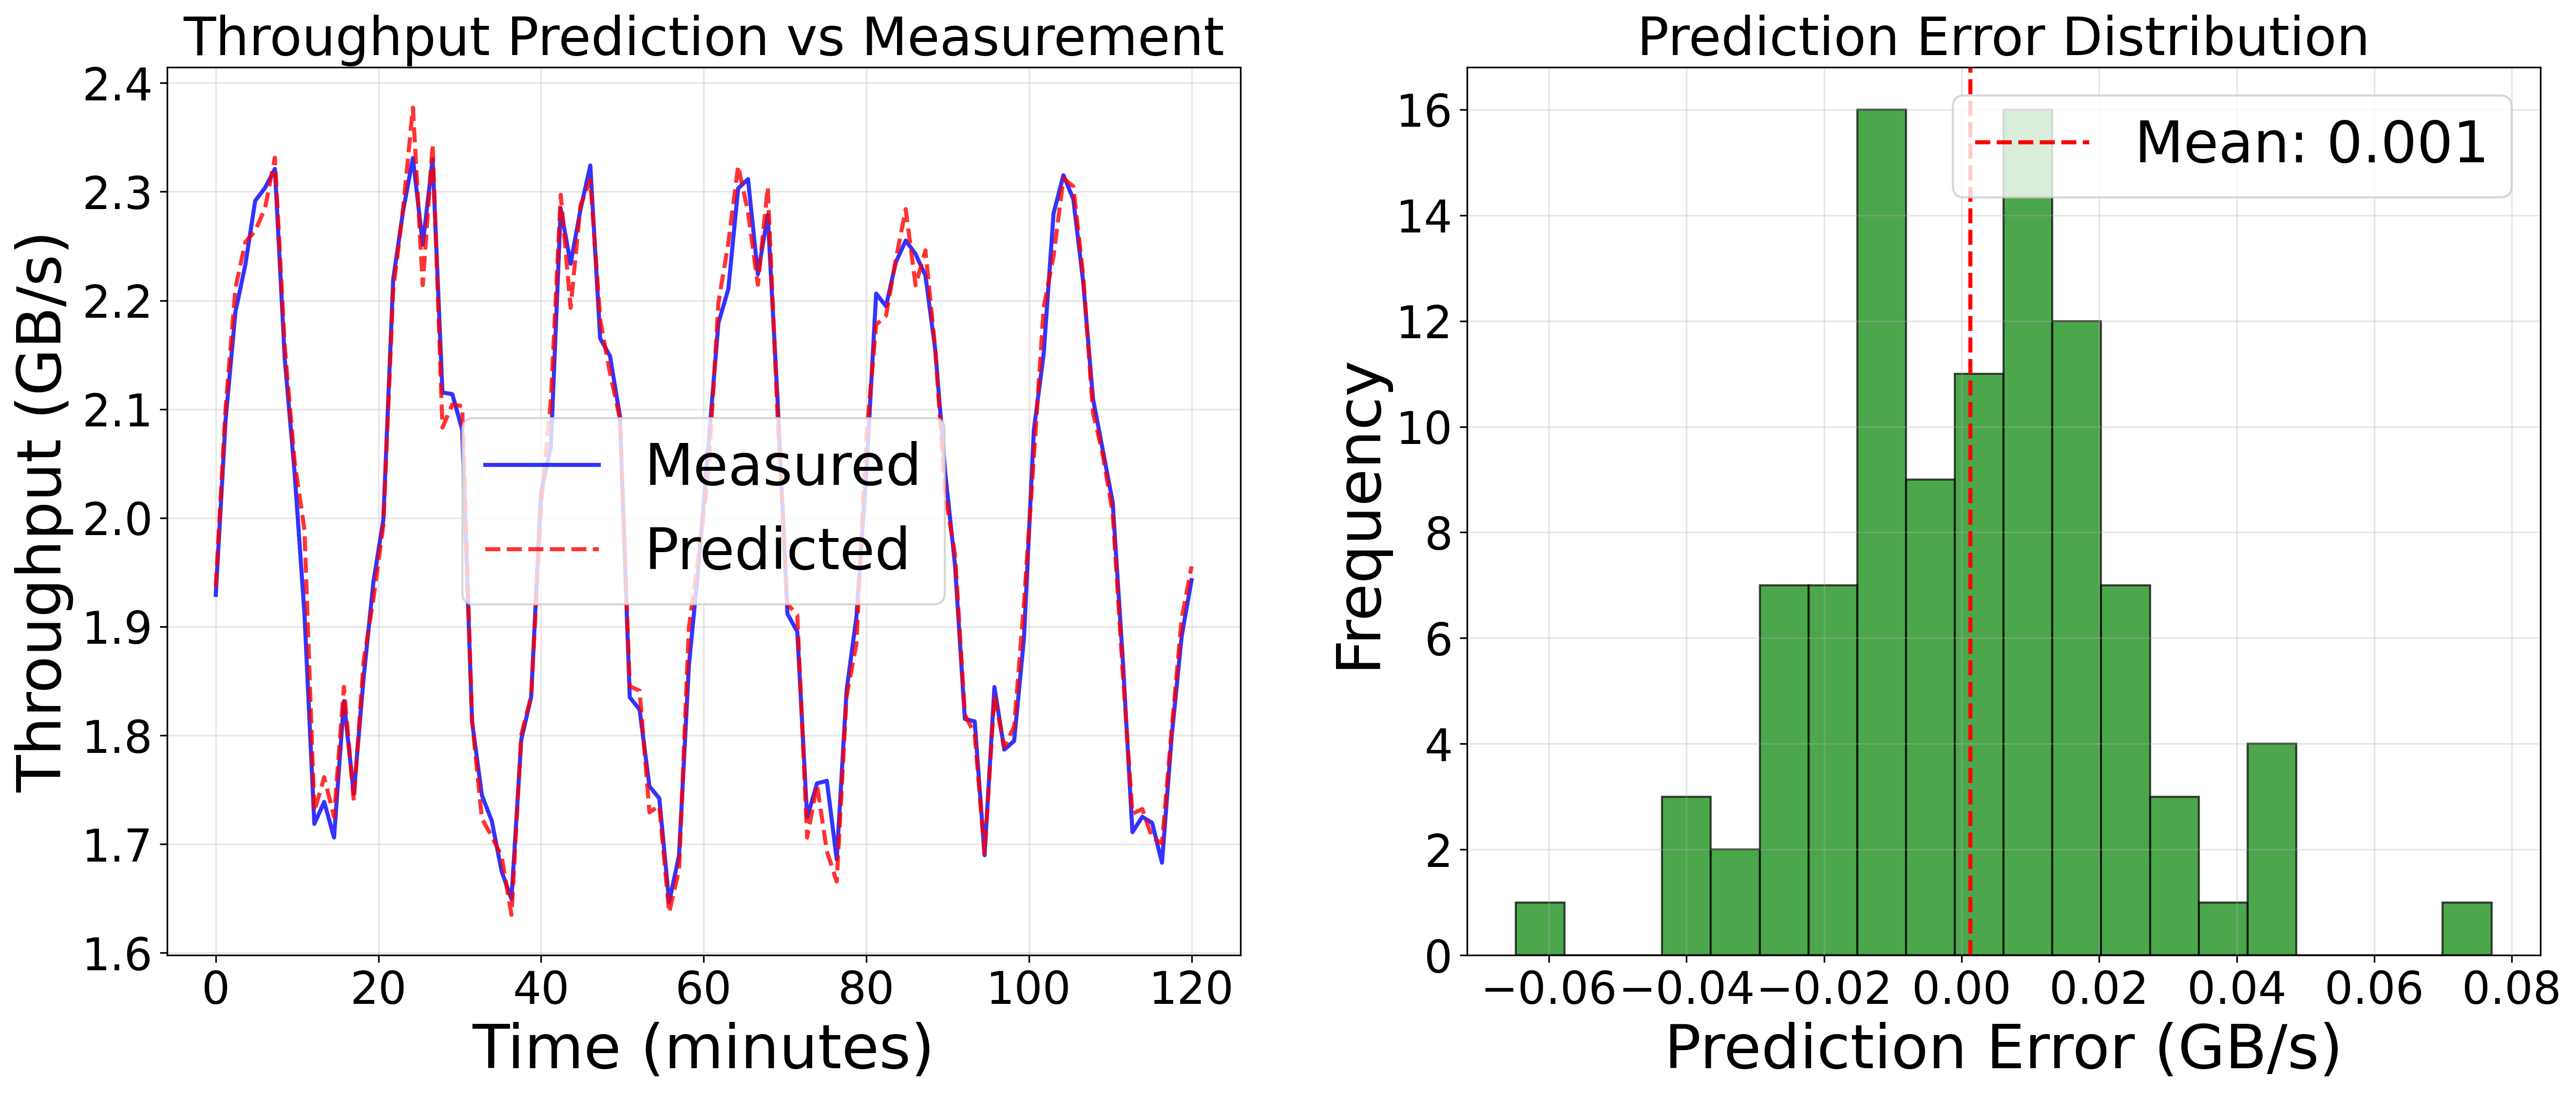 Throughput Prediction vs Measurement
Throughput (GB/s)
2.4
2.3
2.2
2.1
2.0
1.9
1.8
1.7
1.6
Measured
Predicted
0 20 40 60 80 100 120
Time (minutes)
Prediction Error Distribution
Frequency
16
14
12
10
8
6
4
2
0
Mean: 0.001
−0.06 −0.04 −0.02 0.00 0.02 0.04 0.06 0.08
Prediction Error (GB/s)